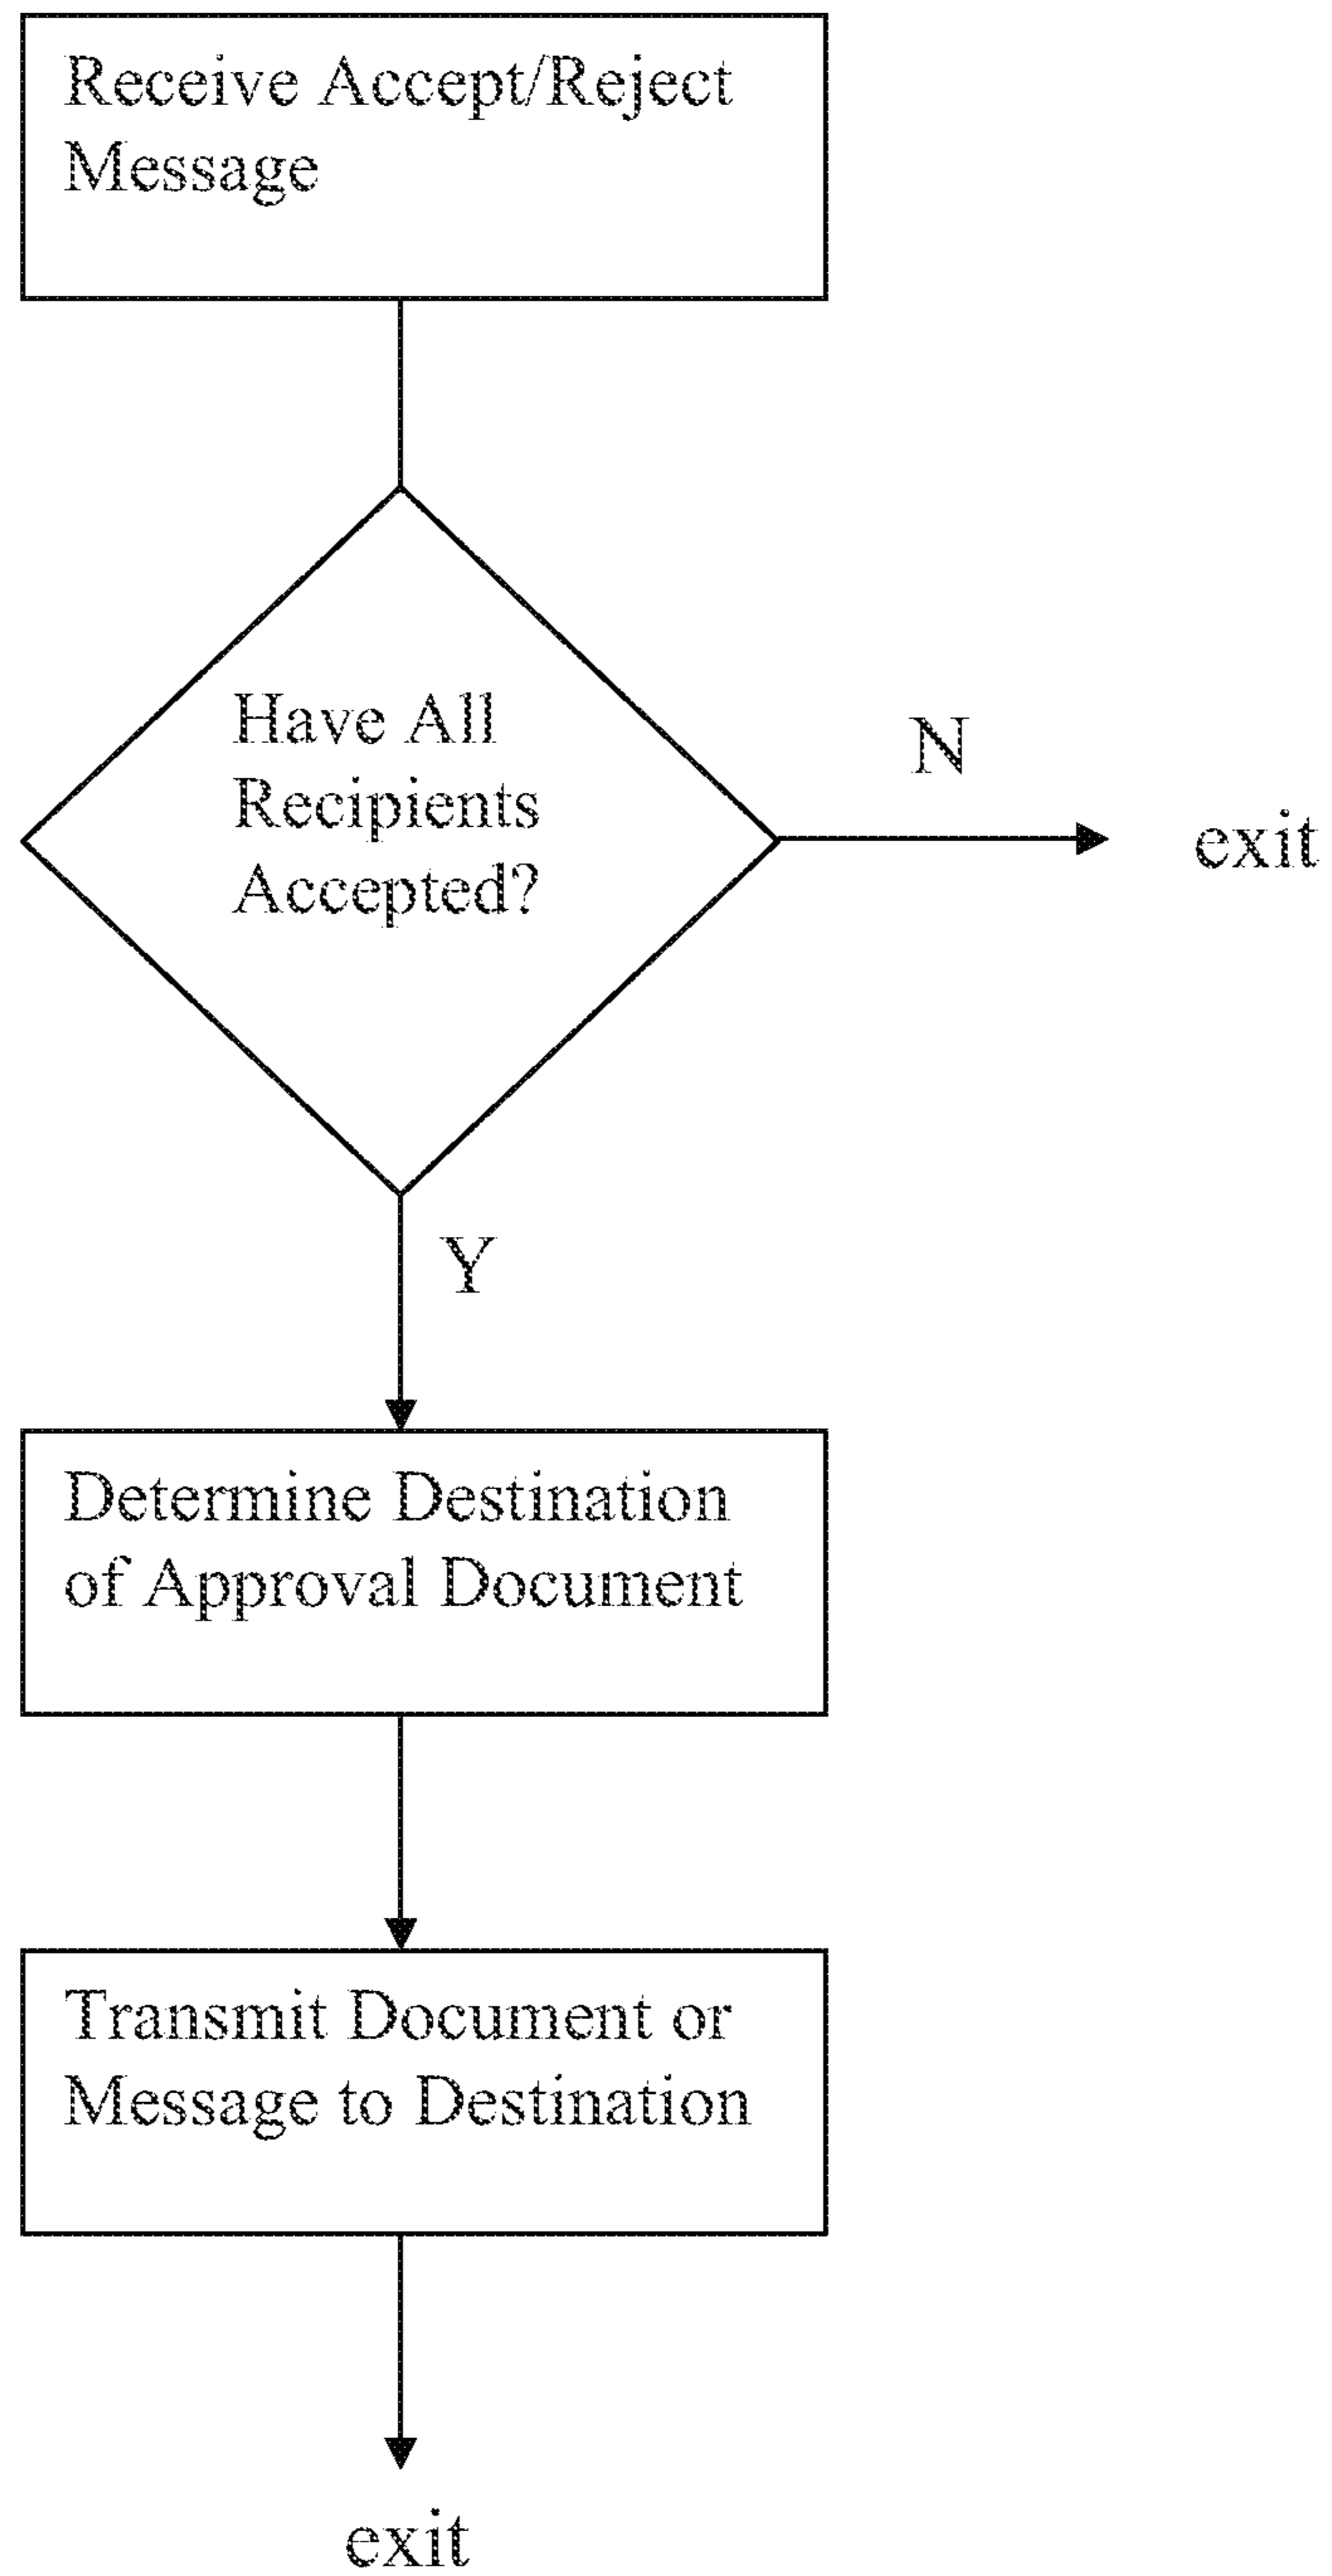 Receive Accept/Reject
Message
Have All
Recipients
Accepted?
N
exit
Y
Determine Destination
of Approval Document
Transmit Document or
Message to Destination
exit